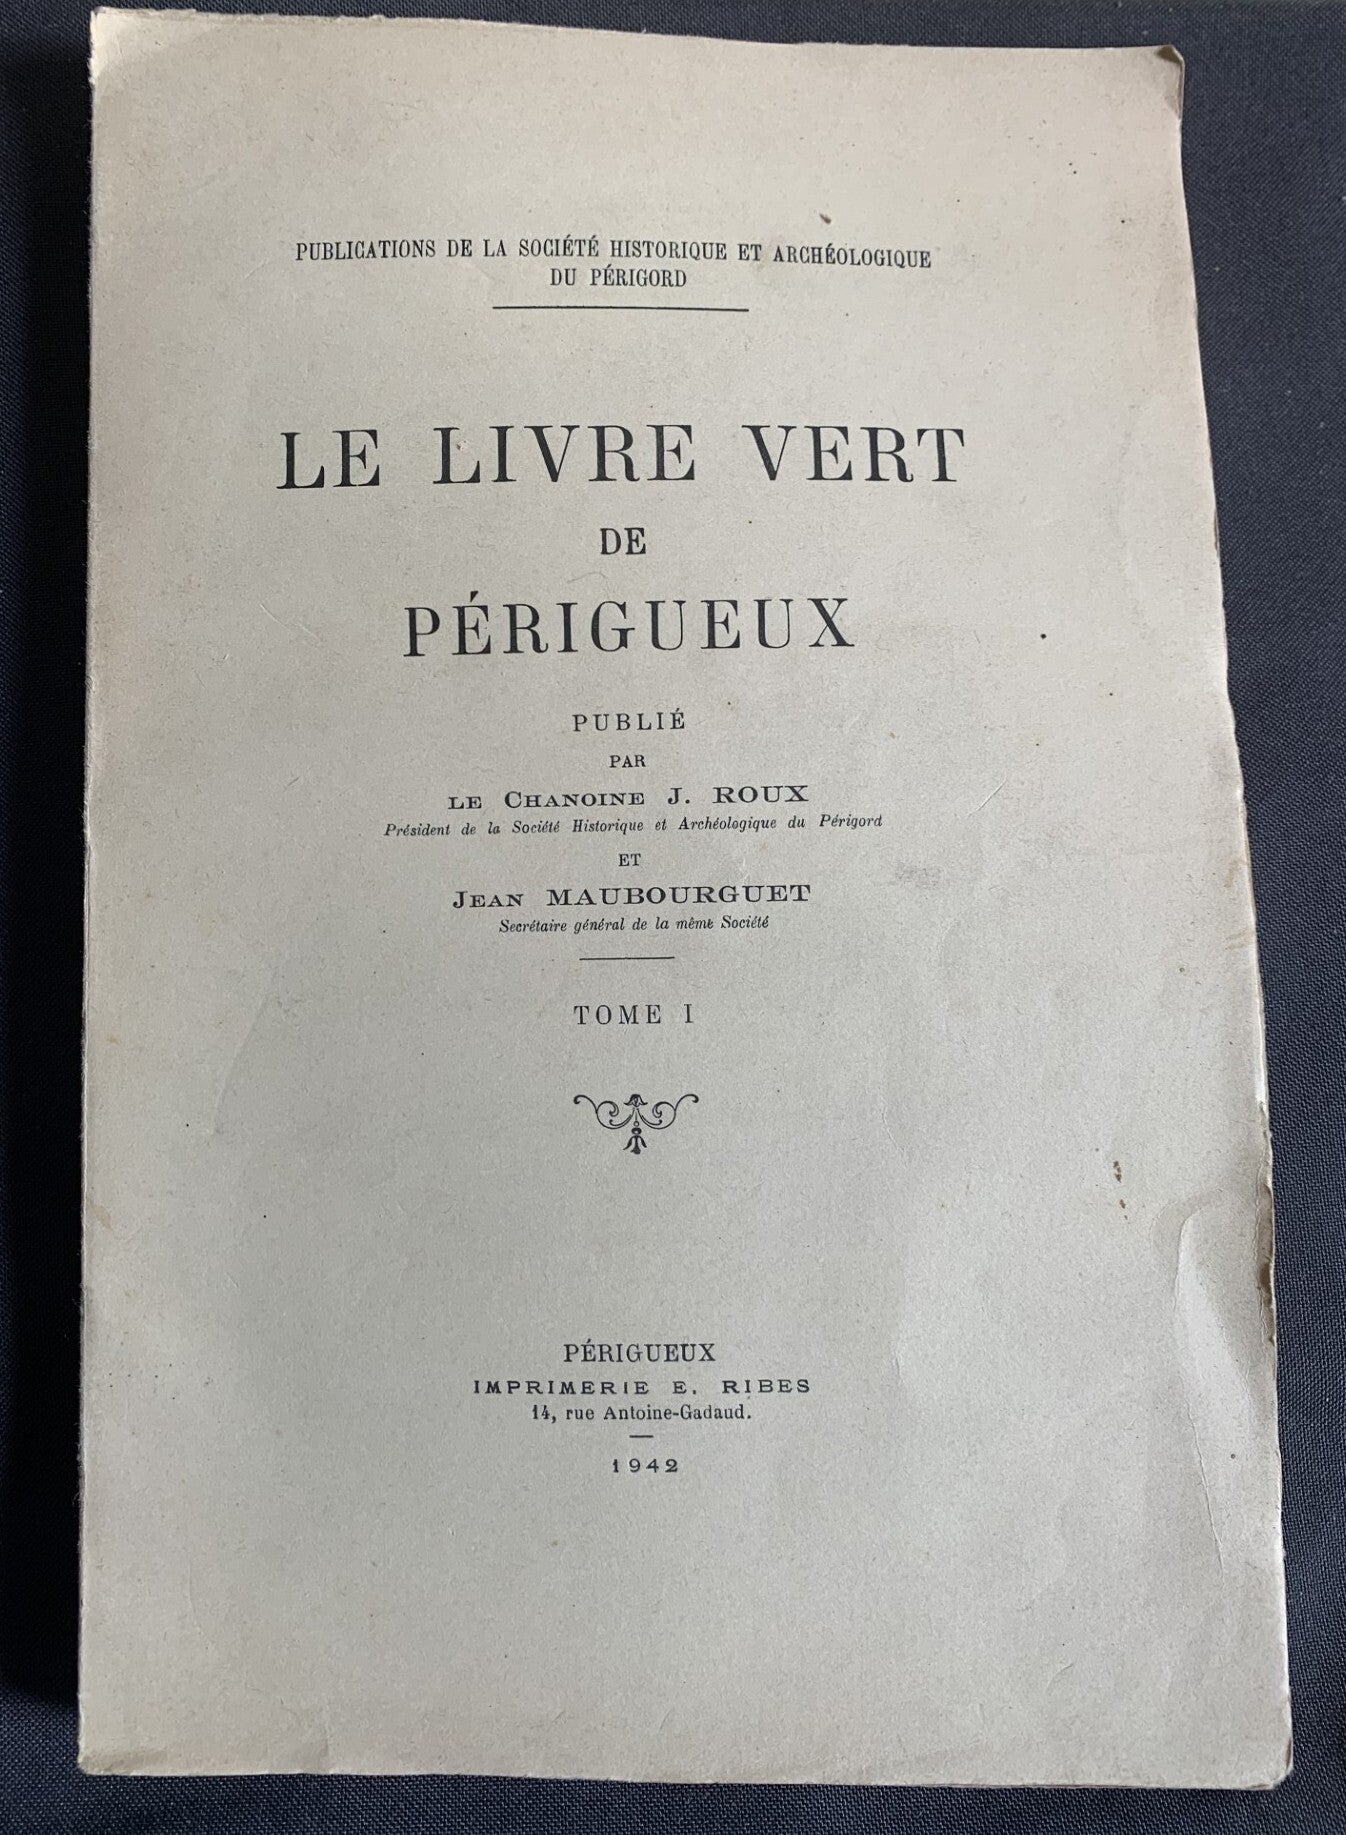 PUBLICATIONS DE LA SOCIÉTÉ HISTORIQUE ET ARCHÉOLOGIQUE
DU PÉRIGORD
LE LIVRE VERT
DE
PÉRIGUEUX
PUBLIÉ
PAR
LE CHANOINE J. ROUX
Président de la Société Historique et Archéologique du Périgord
ET
JEAN MAUBOURGUET
Secrétaire général de la même Société
TOME I
PÉRIGUEUX
IMPRIMERIE E. RIBES
14, rue Antoine-Gadaud.
1942